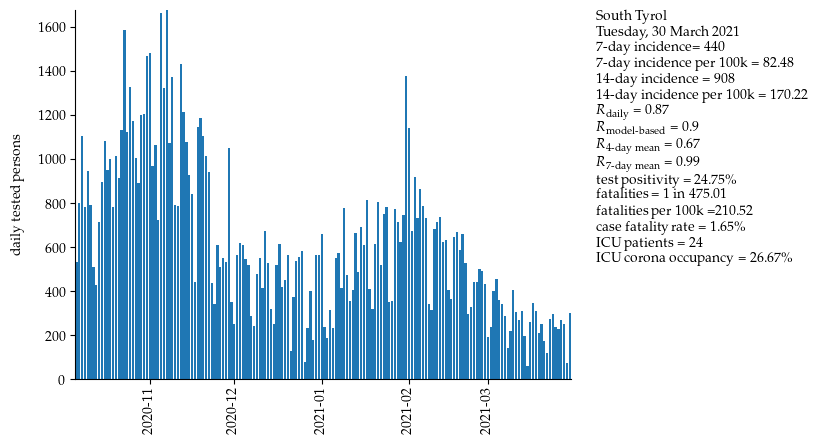 South Tyrol
Tuesday, 30 March 2021
7-day incidence= 440
7-day incidence per 100k = 82.48
14-day incidence = 908
14-day incidence per 100k = 170.22
R_daily = 0.87
R_model-based = 0.9
R_4-day mean = 0.67
R_7-day mean = 0.99
test positivity = 24.75%
fatalities = 1 in 475.01
fatalities per 100k =210.52
case fatality rate = 1.65%
ICU patients = 24
ICU corona occupancy = 26.67%
daily tested persons
1600
1400
1200
1000
800
600
400
200
0
2020-11
2020-12
2021-01
2021-02
2021-03